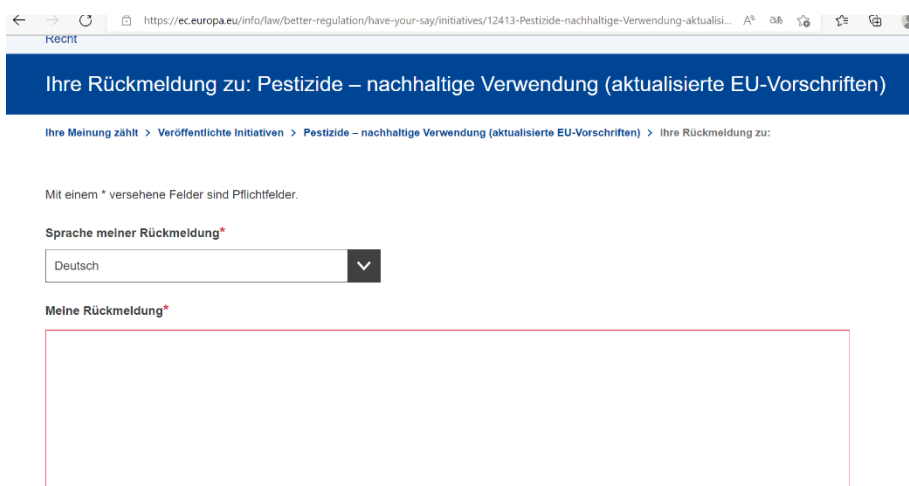 https://ec.europa.eu/info/law/better-regulation/have-your-say/initiatives/12413-Pestizide-nachhaltige-Verwendung-aktualisi...
Recht
Ihre Rückmeldung zu: Pestizide – nachhaltige Verwendung (aktualisierte EU-Vorschriften)
Ihre Meinung zählt > Veröffentlichte Initiativen > Pestizide – nachhaltige Verwendung (aktualisierte EU-Vorschriften) > Ihre Rückmeldung zu:
Mit einem * versehene Felder sind Pflichtfelder.
Sprache meiner Rückmeldung*
Deutsch
Meine Rückmeldung*